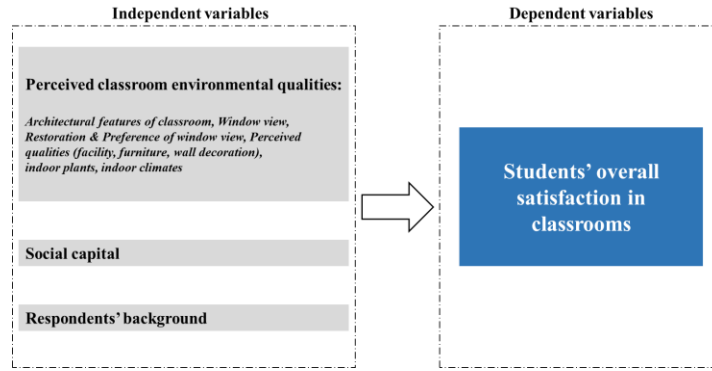 Independent variables
Perceived classroom environmental qualities:
Architectural features of classroom, Window view,
Restoration & Preference of window view, Perceived
qualities (facility, furniture, wall decoration),
indoor plants, indoor climates
Social capital
Respondents' background
Dependent variables
Students' overall
satisfaction in
classrooms